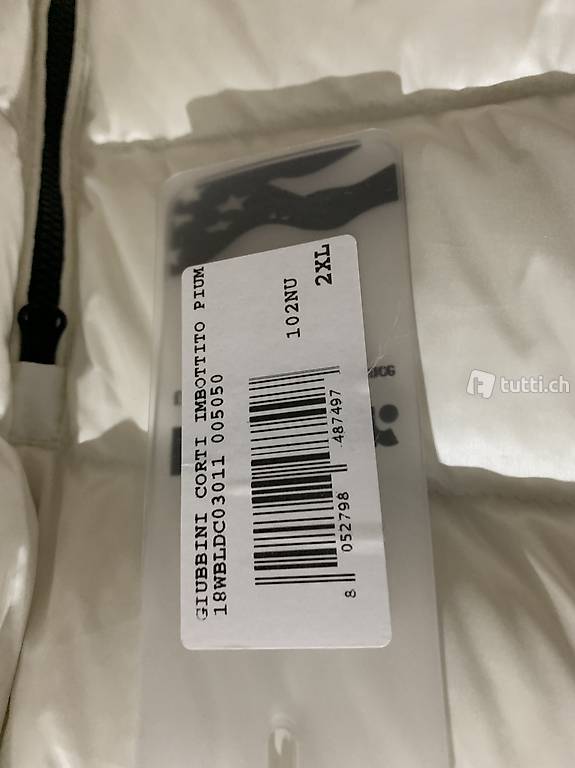 GIUBBINI CORTI IMBOTTITO PIUM
18WBLDC03011 005050
102NU
2XL
8 052798 487497
tutti.ch